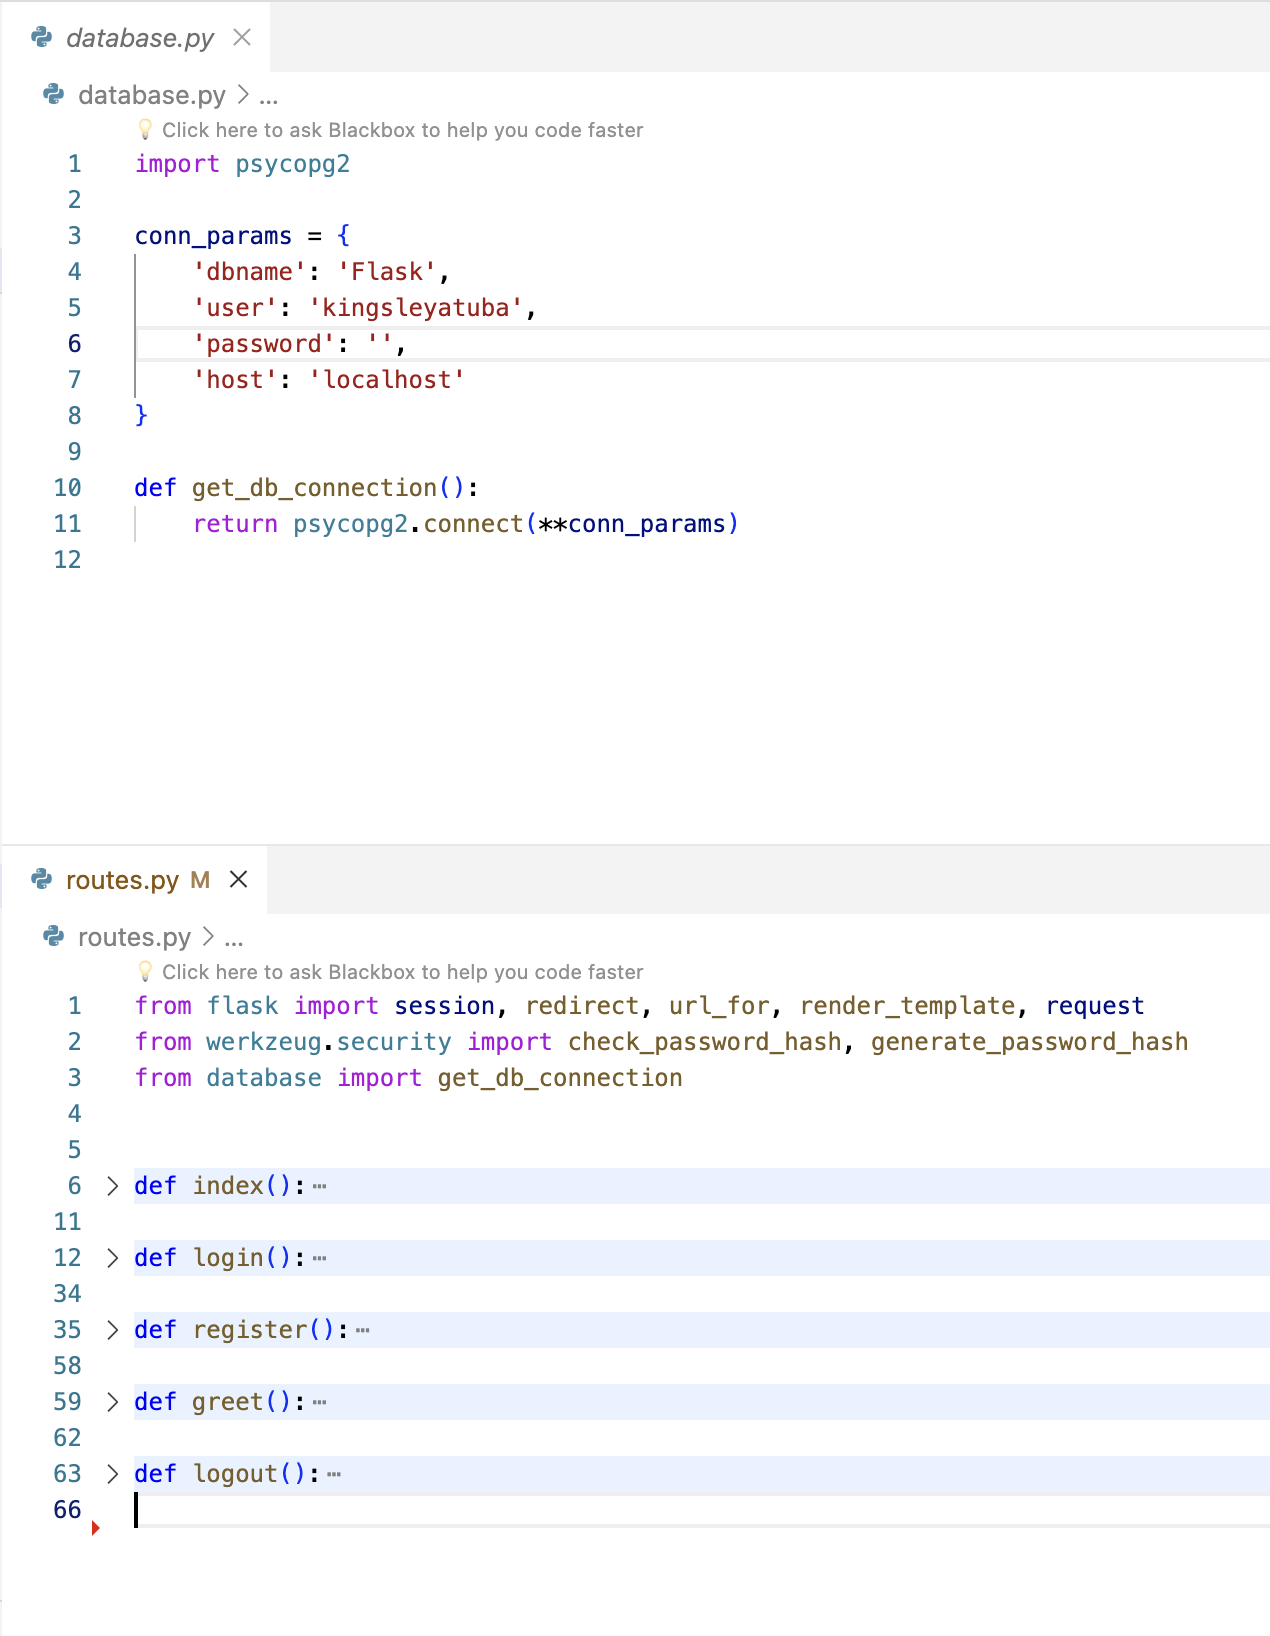 database.py
database.py > ...
Click here to ask Blackbox to help you code faster
1 import psycopg2
2
3 conn_params = {
4     'dbname': 'Flask',
5     'user': 'kingsleyatuba',
6     'password': '',
7     'host': 'localhost'
8 }
9
10 def get_db_connection():
11     return psycopg2.connect(**conn_params)
12
routes.py M
routes.py > ...
Click here to ask Blackbox to help you code faster
1 from flask import session, redirect, url_for, render_template, request
2 from werkzeug.security import check_password_hash, generate_password_hash
3 from database import get_db_connection
4
5
6 > def index():⋯
11
12 > def login():⋯
34
35 > def register():⋯
58
59 > def greet():⋯
62
63 > def logout():⋯
66